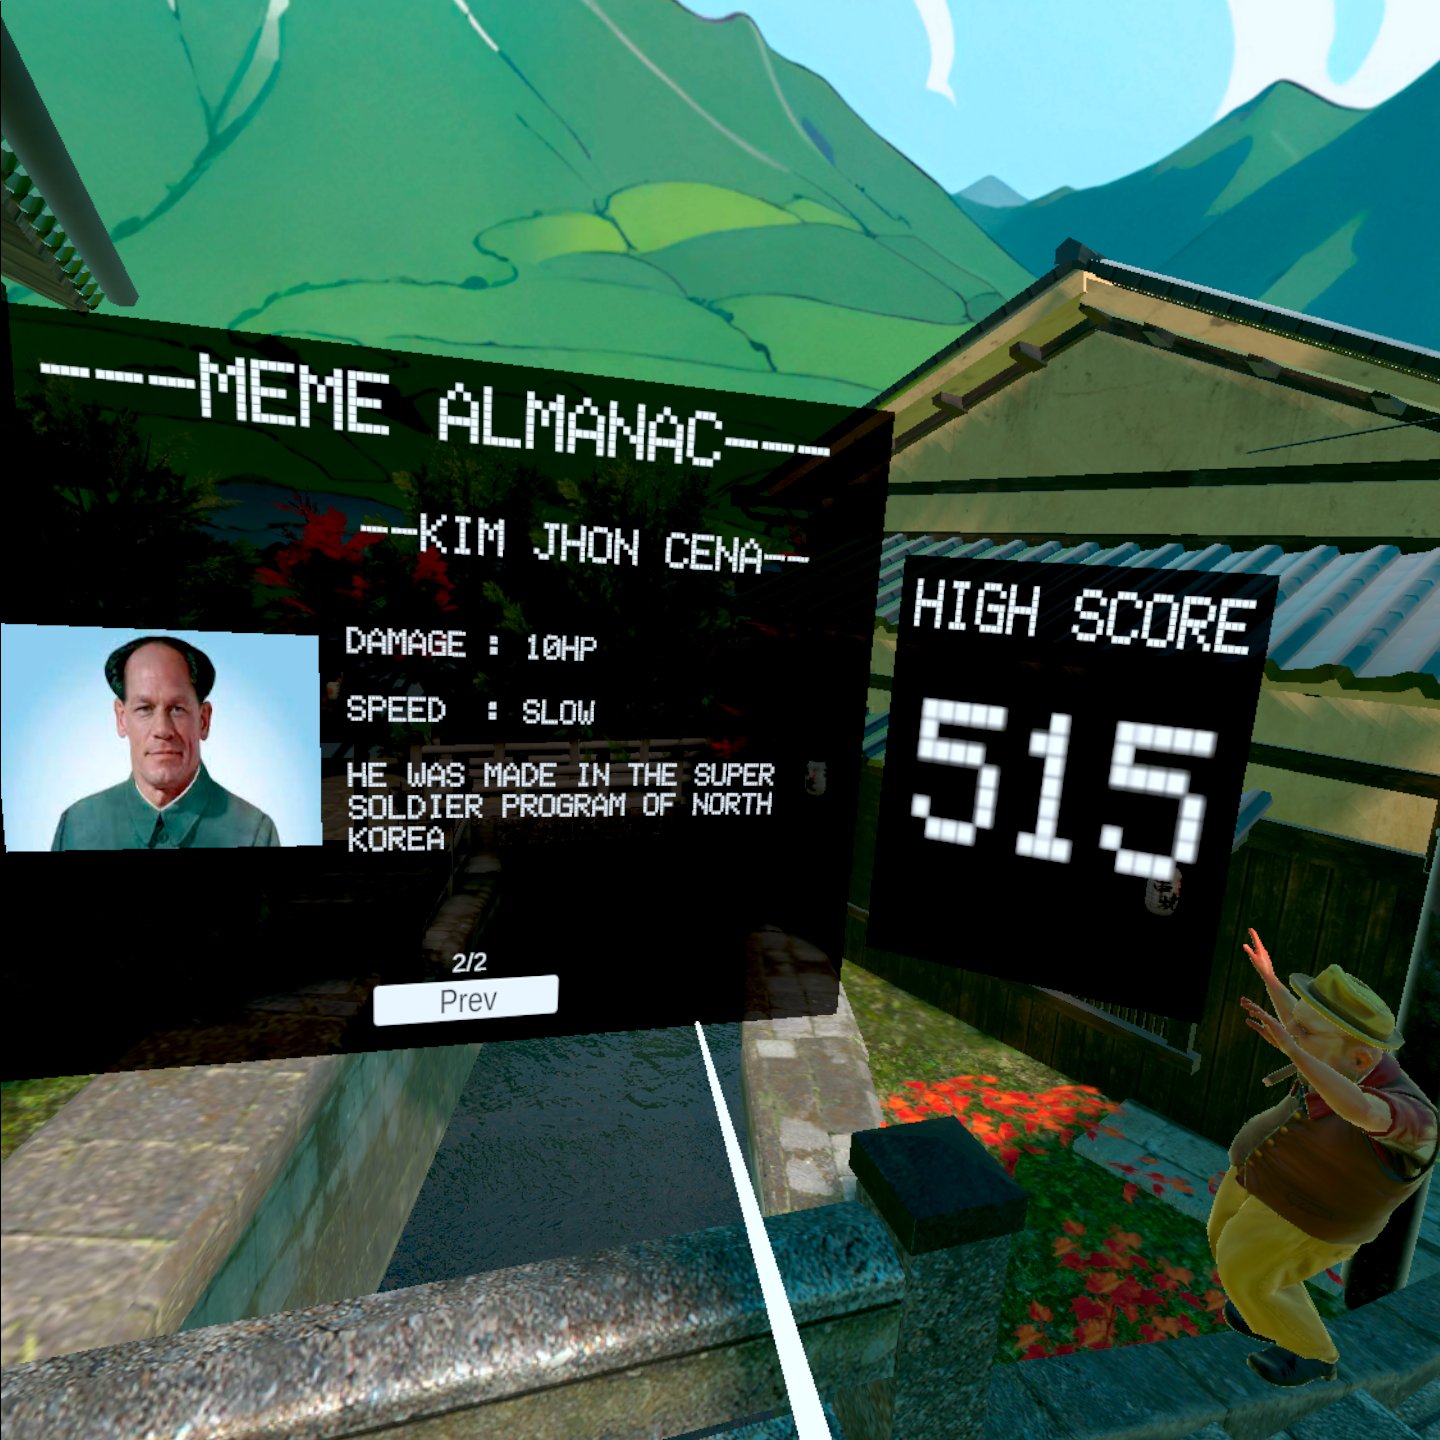 ---MEME ALMANAC---
--KIM JHON CENA--
DAMAGE : 10HP
SPEED : SLOW
HE WAS MADE IN THE SUPER
SOLDIER PROGRAM OF NORTH
KOREA
2/2
Prev
HIGH SCORE
515